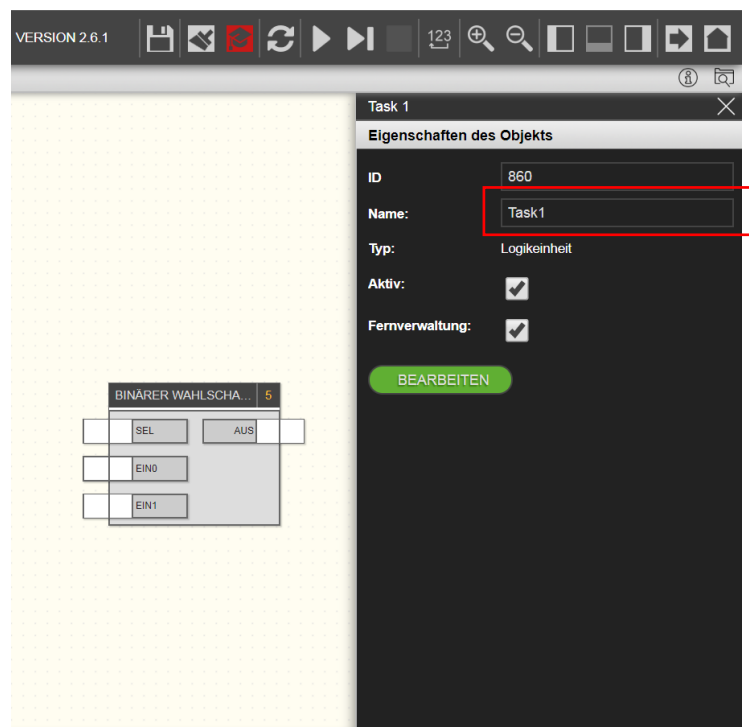 VERSION 2.6.1
123
Task 1
Eigenschaften des Objekts
ID 860
Name: Task1
Typ: Logikeinheit
Aktiv:
Fernverwaltung:
BEARBEITEN
BINÄRER WAHLSCHA... 5
SEL AUS
EIN0
EIN1